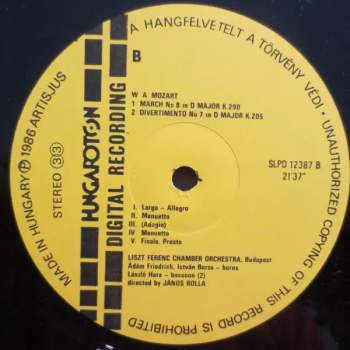 A HANGFELVETELT A TÖRVÉNY VÉDI · UNAUTHORIZED COPYING OF THIS RECORD IS PROHIBITED
MADE IN HUNGARY Ⓟ 1986 ARTISJUS
STEREO (33)
HUNGAROTON
DIGITAL RECORDING
B
W A MOZART
1 MARCH No 8 in D MAJOR K.290
2 DIVERTIMENTO No 7 in D MAJOR K.205
SLPD 12387 B
21'37"
I. Largo - Allegro
II. Menuetto
III. (Adagio)
IV Menuetto
V. Finale. Presto
LISZT FERENC CHAMBER ORCHESTRA, Budapest
Ádám Friedrich, István Borza - horns
László Hara - bassoon (2)
directed by JÁNOS ROLLA